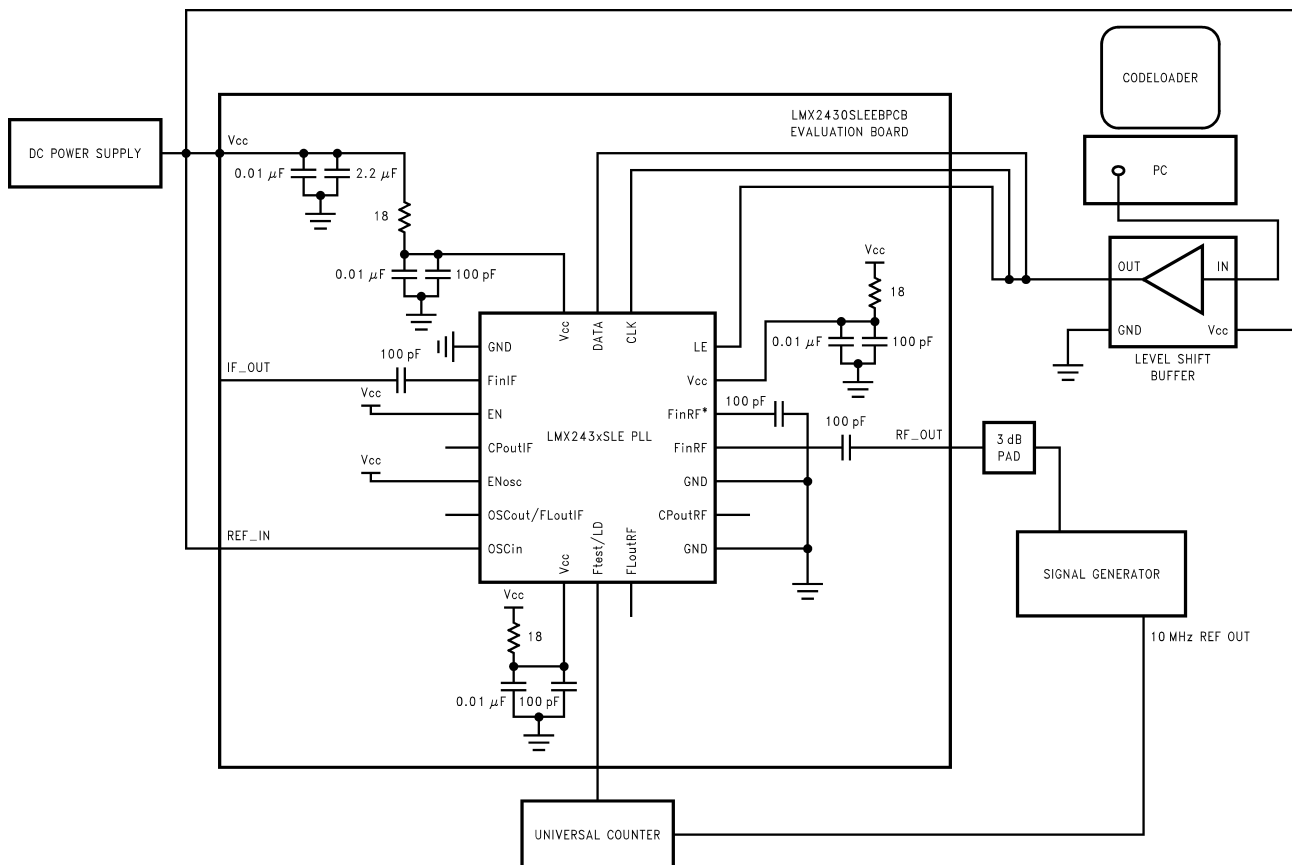 CODELOADER
LMX2430SLEEBPCB
EVALUATION BOARD
DC POWER SUPPLY
Vcc
PC
0.01 µF
2.2 µF
18
OUT
IN
Vcc
18
0.01 µF
100 pF
GND
Vcc
LEVEL SHIFT
BUFFER
Vcc
DATA
CLK
GND
LE
0.01 µF
100 pF
IF_OUT
100 pF
FinIF
Vcc
Vcc
EN
FinRF*
100 pF
100 pF
CPoutIF
LMX243xSLE PLL
FinRF
RF_OUT
3 dB
PAD
Vcc
ENosc
GND
OSCout/FLoutIF
CPoutRF
REF_IN
OSCin
Vcc
Ftest/LD
FLoutRF
GND
SIGNAL GENERATOR
Vcc
18
10 MHz REF OUT
0.01 µF
100 pF
UNIVERSAL COUNTER